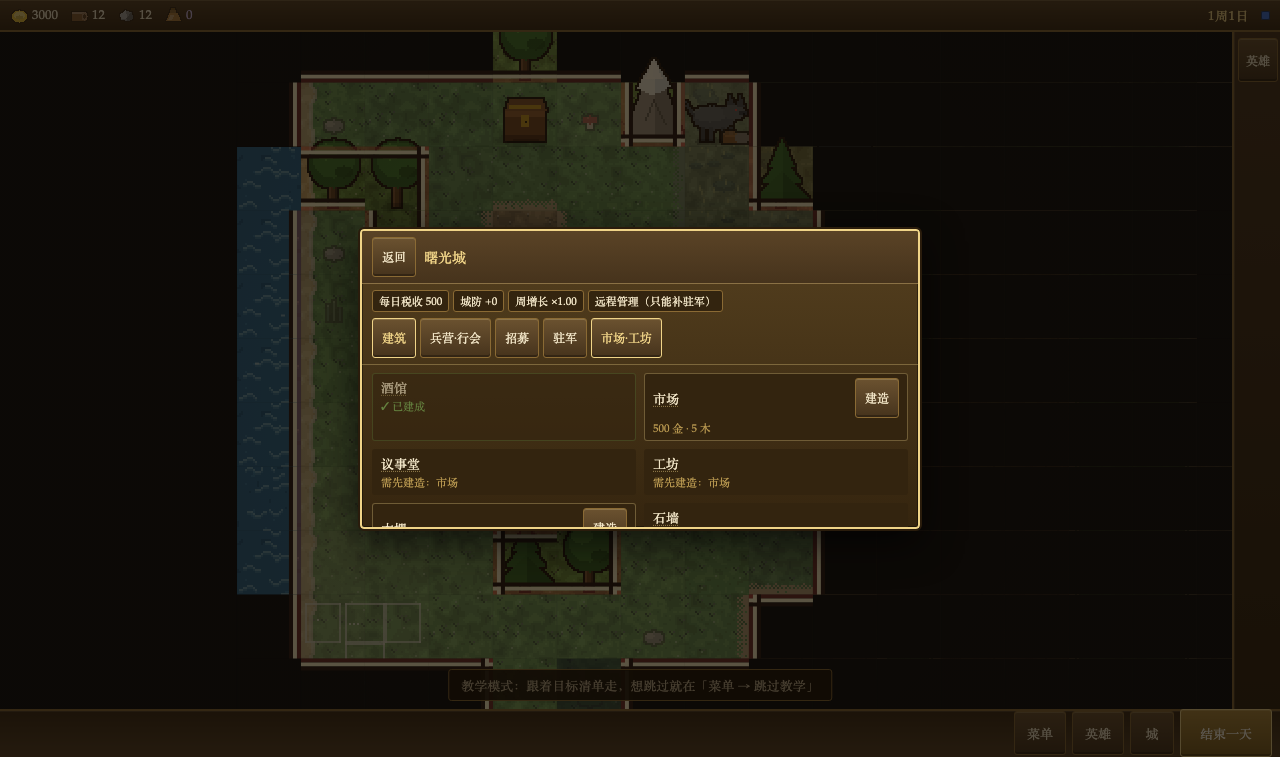 3000 12 12 0 1周1日
英雄
返回 曙光城
每日税收 500 城防 +0 周增长 ×1.00 远程管理（只能补驻军）
建筑 兵营·行会 招募 驻军 市场·工坊
酒馆
✓ 已建成
市场 建造
500 金 · 5 木
议事堂
需先建造：市场
工坊
需先建造：市场
建造
石墙
教学模式：跟着目标清单走，想跳过就在「菜单 → 跳过教学」
菜单 英雄 城 结束一天